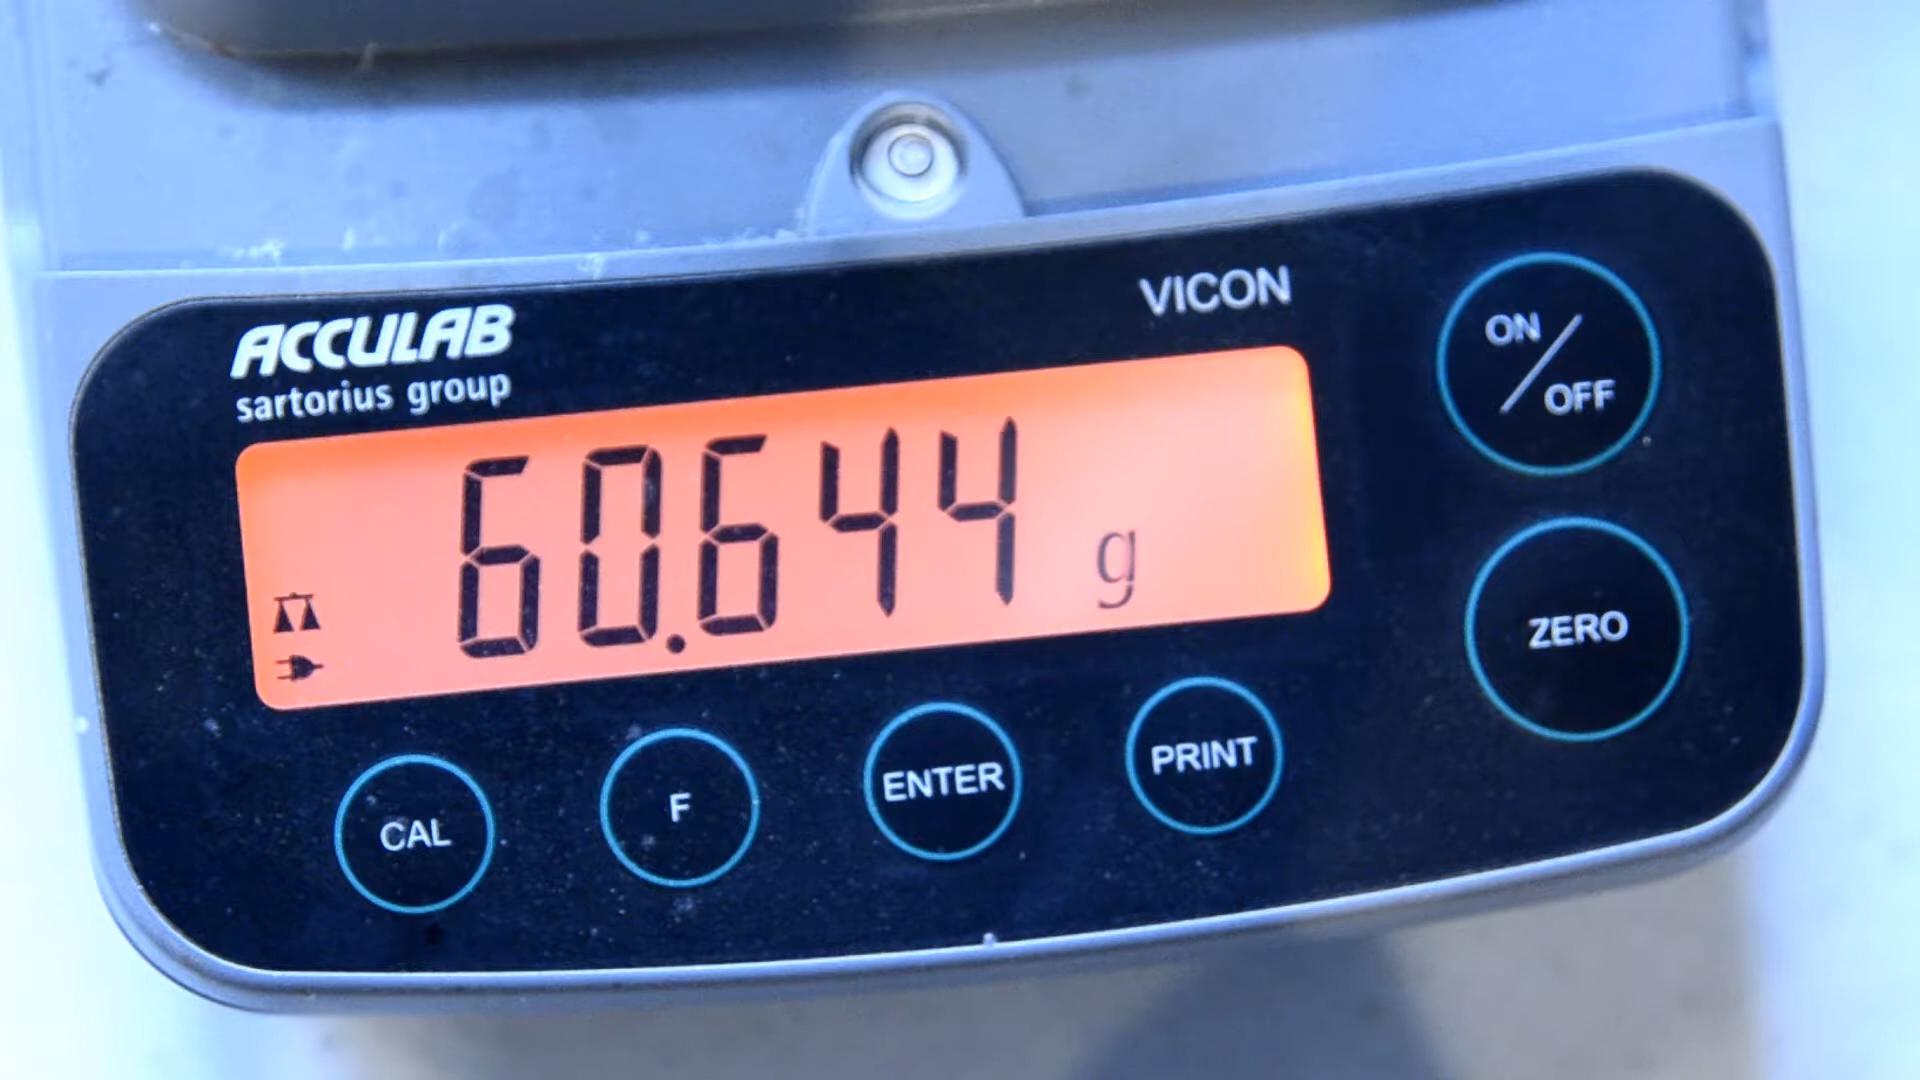 ACCULAB
sartorius group
VICON
ON/OFF
60.644 g
ZERO
CAL
F
ENTER
PRINT